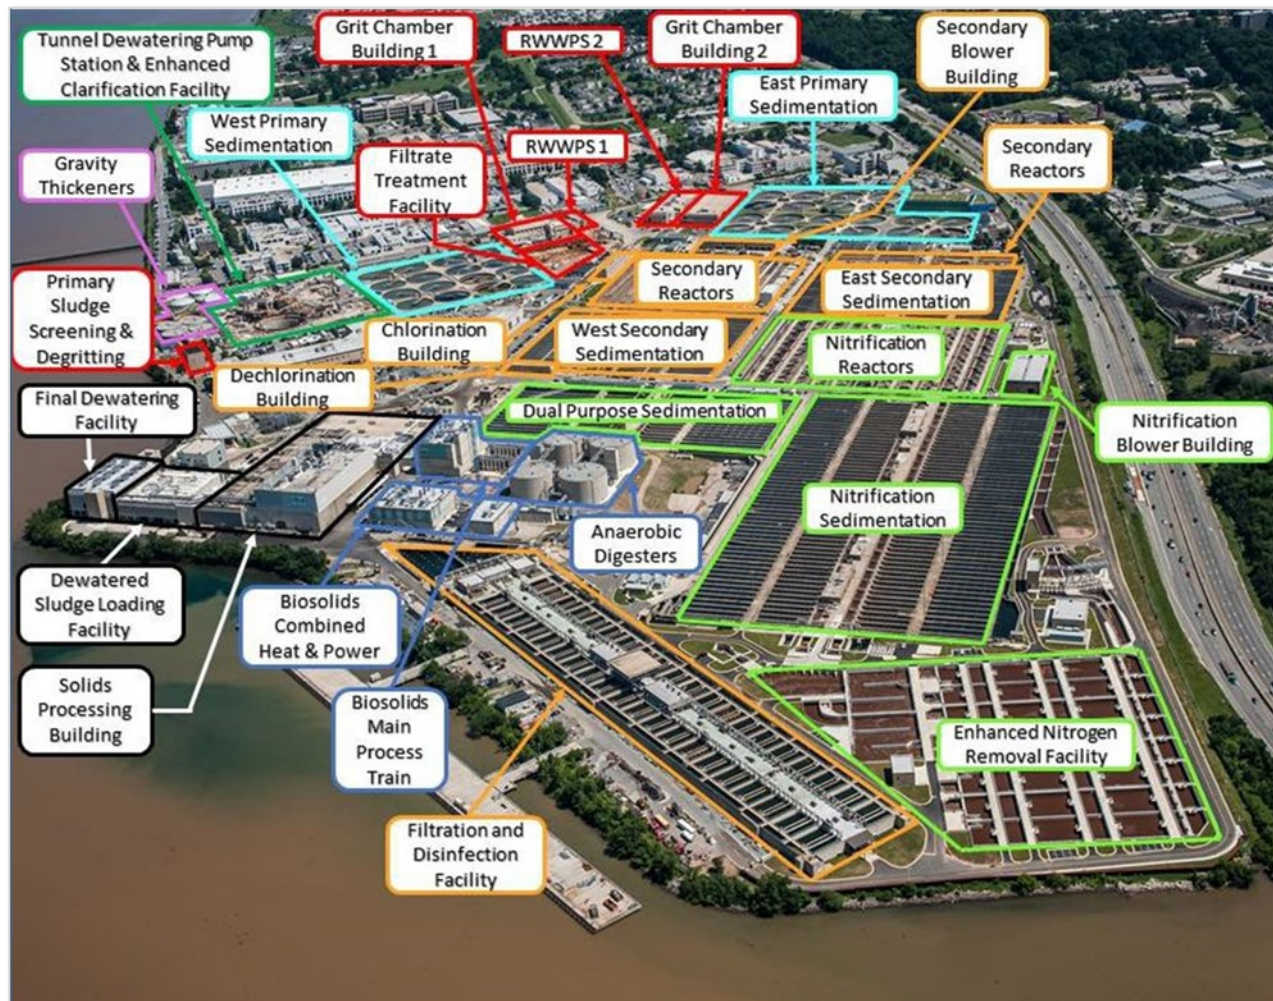 Tunnel Dewatering Pump
Station & Enhanced
Clarification Facility
Grit Chamber
Building 1
RWWPS 2
Grit Chamber
Building 2
Secondary
Blower
Building
West Primary
Sedimentation
East Primary
Sedimentation
Gravity
Thickeners
Filtrate
Treatment
Facility
RWWPS 1
Secondary
Reactors
Primary
Sludge
Screening &
Degritting
Secondary
Reactors
East Secondary
Sedimentation
Chlorination
Building
West Secondary
Sedimentation
Nitrification
Reactors
Dechlorination
Building
Final Dewatering
Facility
Dual Purpose Sedimentation
Nitrification
Blower Building
Nitrification
Sedimentation
Anaerobic
Digesters
Dewatered
Sludge Loading
Facility
Biosolids
Combined
Heat & Power
Solids
Processing
Building
Biosolids
Main
Process
Train
Enhanced Nitrogen
Removal Facility
Filtration and
Disinfection
Facility